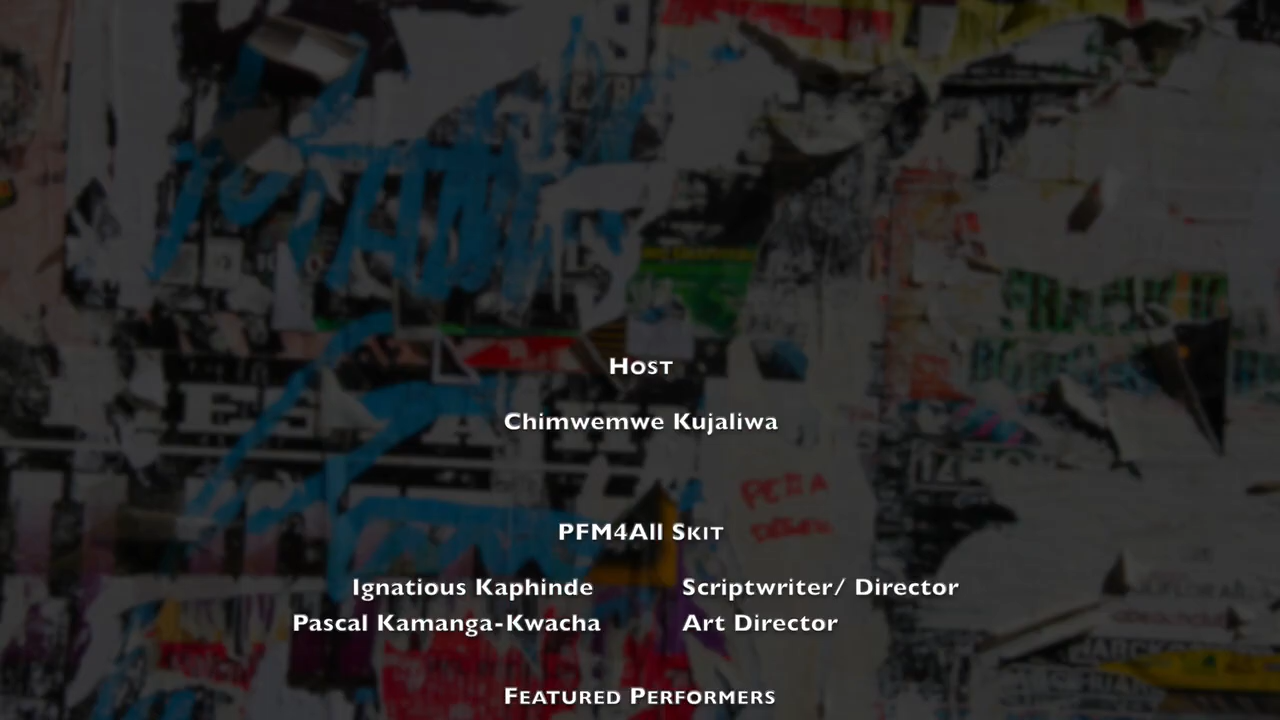 Host
Chimwemwe Kujaliwa
PFM4All Skit
Ignatious Kaphinde Scriptwriter/ Director
Pascal Kamanga-Kwacha Art Director
Featured Performers